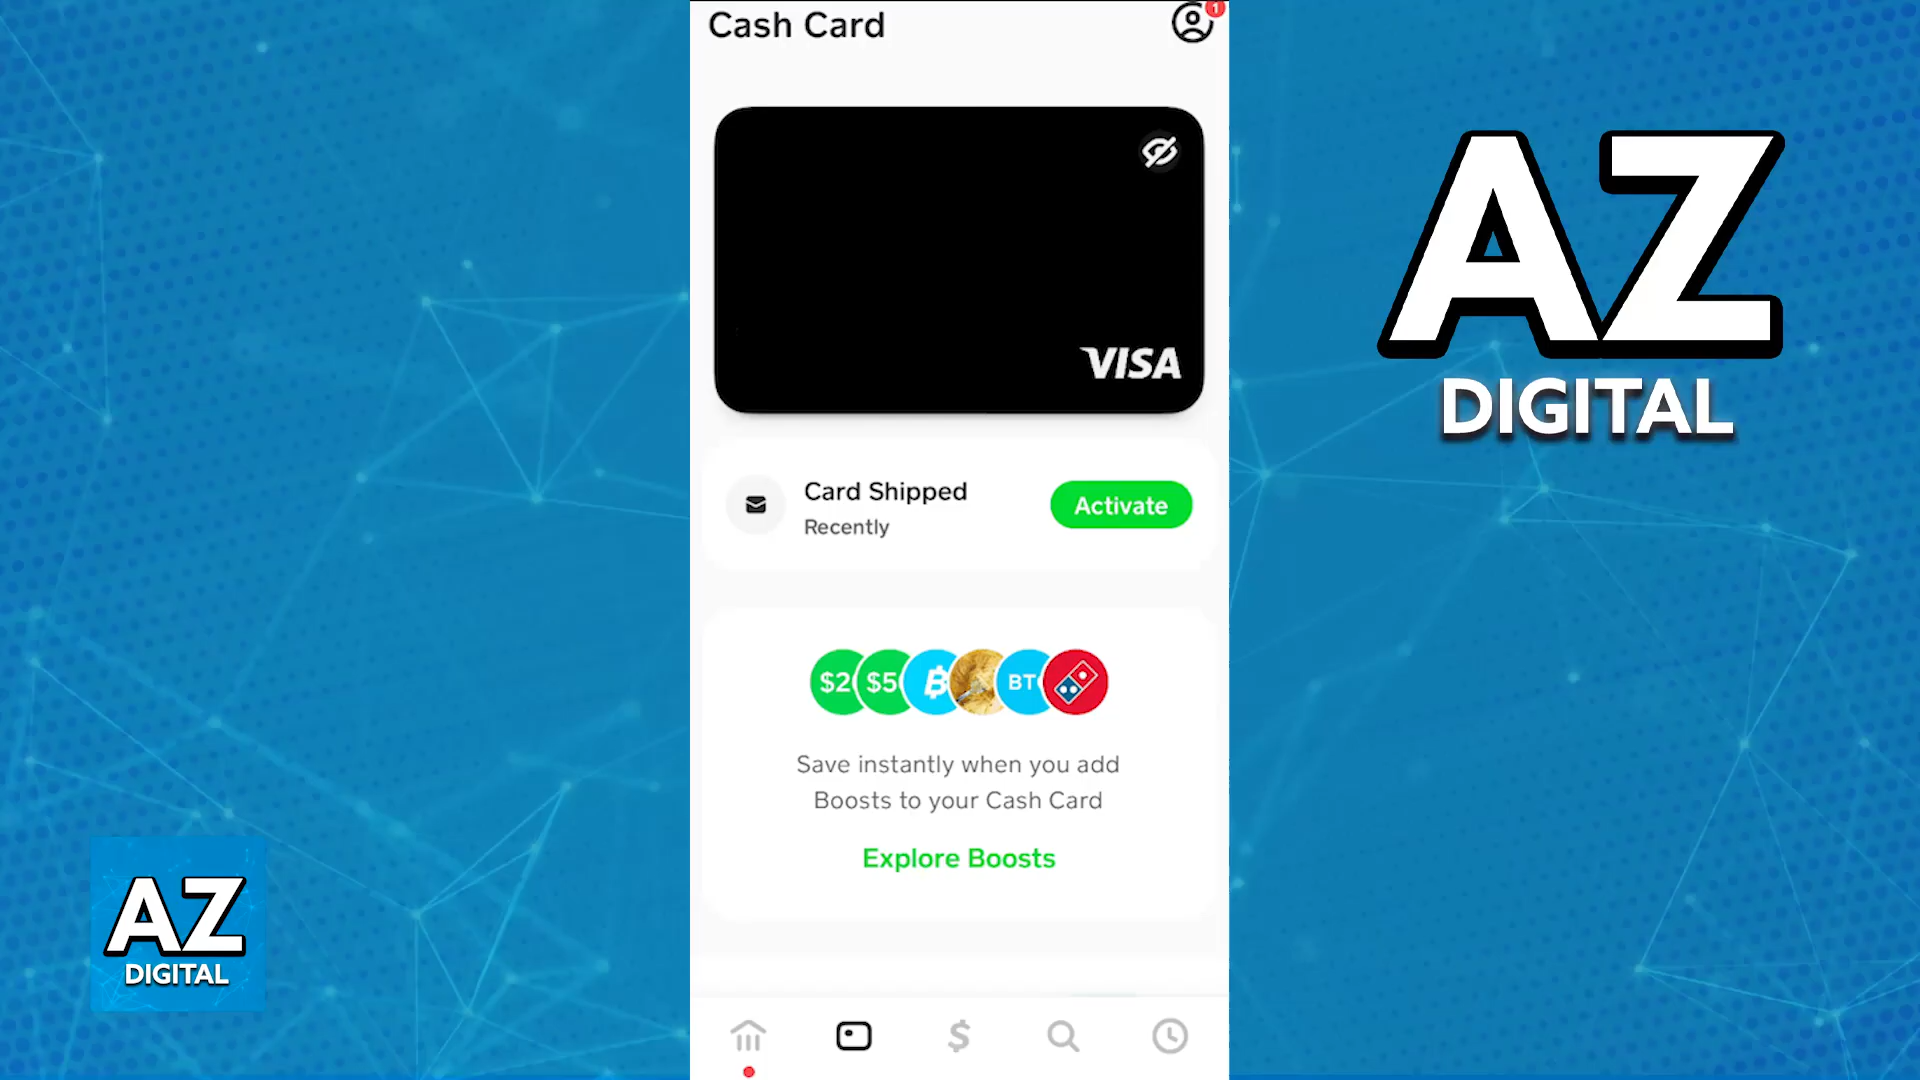 Cash Card
1
VISA
Card Shipped
Recently
Activate
$2
$5
BT
Save instantly when you add
Boosts to your Cash Card
Explore Boosts
AZ
DIGITAL
AZ
DIGITAL